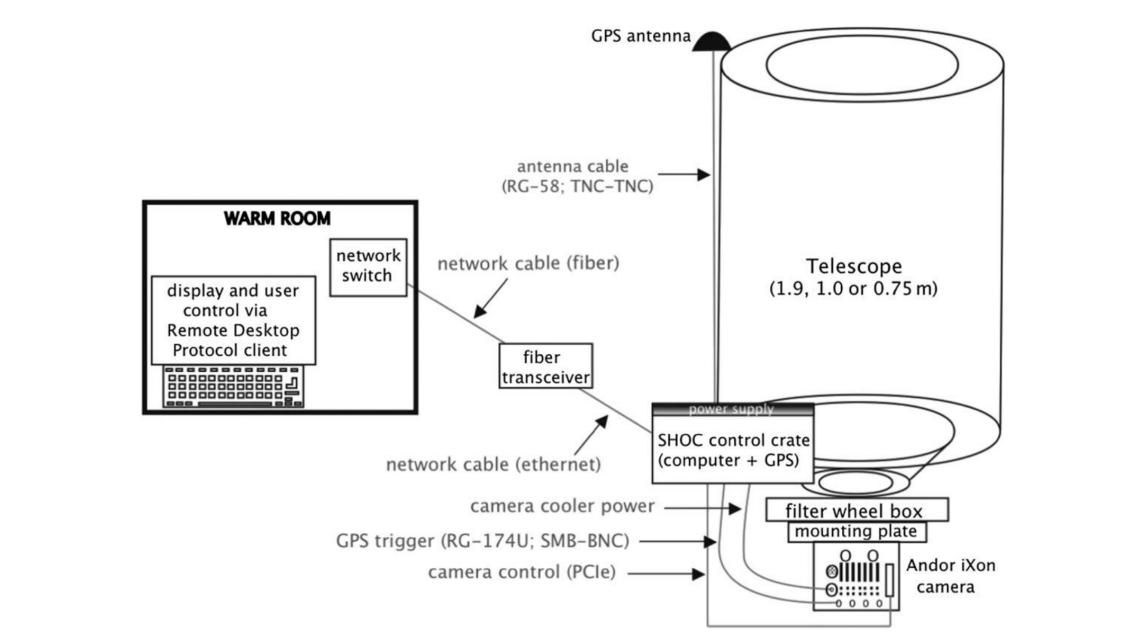 GPS antenna
antenna cable
(RG-58; TNC-TNC)
WARM ROOM
network
switch
display and user
control via
Remote Desktop
Protocol client
network cable (fiber)
Telescope
(1.9, 1.0 or 0.75 m)
fiber
transceiver
power supply
SHOC control crate
(computer + GPS)
network cable (ethernet)
camera cooler power
filter wheel box
mounting plate
GPS trigger (RG-174U; SMB-BNC)
camera control (PCIe)
Andor iXon
camera